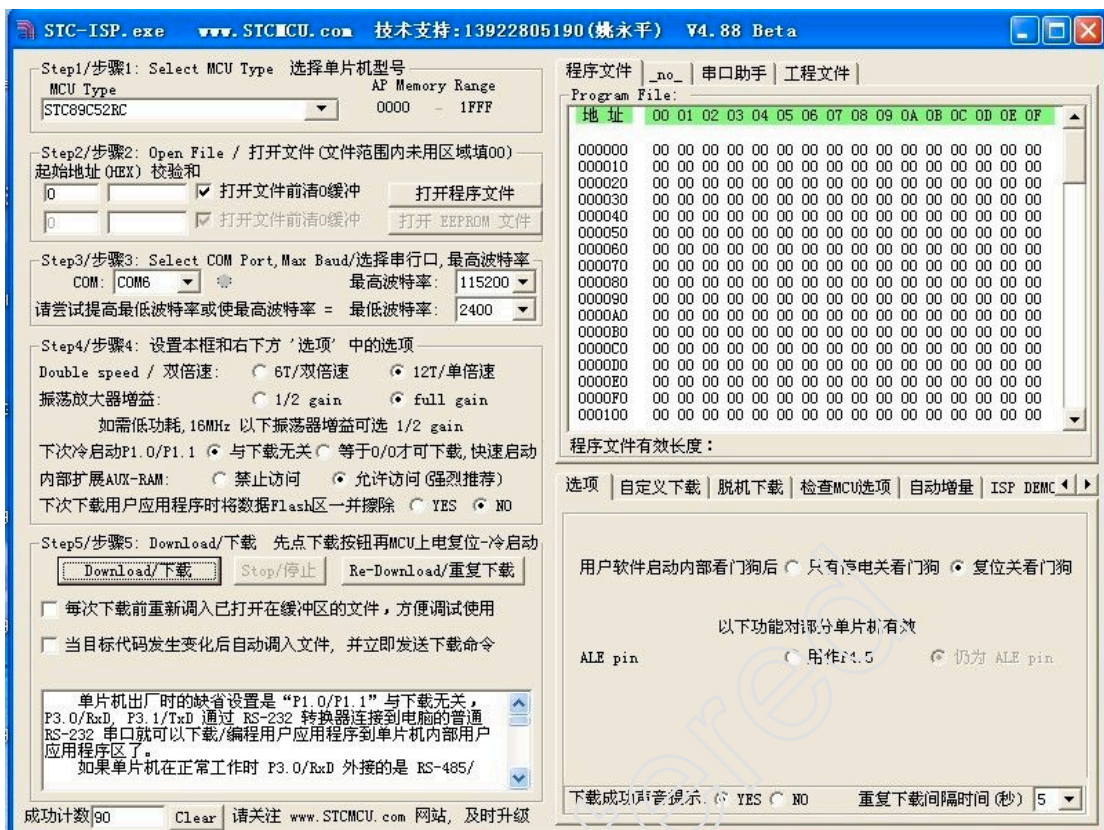 STC-ISP.exe www.STCMCU.com 技术支持:13922805190(姚永平) V4.88 Beta
Step1/步骤1: Select MCU Type 选择单片机型号
MCU Type AP Memory Range
STC89C52RC 0000 - 1FFF
Step2/步骤2: Open File / 打开文件(文件范围内未用区域填00)
起始地址(HEX) 校验和
0 打开文件前清0缓冲 打开程序文件
0 打开文件前清0缓冲 打开 EEPROM 文件
Step3/步骤3: Select COM Port,Max Baud/选择串行口,最高波特率
COM: COM6 最高波特率: 115200
请尝试提高最低波特率或使最高波特率 = 最低波特率: 2400
Step4/步骤4: 设置本框和右下方 '选项' 中的选项
Double speed / 双倍速: 6T/双倍速 12T/单倍速
振荡放大器增益: 1/2 gain full gain
如需低功耗,16MHz 以下振荡器增益可选 1/2 gain
下次冷启动P1.0/P1.1 与下载无关 等于0/0才可下载,快速启动
内部扩展AUX-RAM: 禁止访问 允许访问(强烈推荐)
下次下载用户应用程序时将数据Flash区一并擦除 YES NO
Step5/步骤5: Download/下载 先点下载按钮再MCU上电复位-冷启动
Download/下载 Stop/停止 Re-Download/重复下载
每次下载前重新调入已打开在缓冲区的文件,方便调试使用
当目标代码发生变化后自动调入文件,并立即发送下载命令
单片机出厂时的缺省设置是“P1.0/P1.1”与下载无关,
P3.0/RxD, P3.1/TxD 通过 RS-232 转换器连接到电脑的普通
RS-232 串口就可以下载/编程用户应用程序到单片机内部用户
应用程序区了。
如果单片机在正常工作时 P3.0/RxD 外接的是 RS-485/
成功计数 90 Clear 请关注 www.STCMCU.com 网站, 及时升级
程序文件 _no_ 串口助手 工程文件
Program File:
地址 00 01 02 03 04 05 06 07 08 09 0A 0B 0C 0D 0E 0F
000000 00 00 00 00 00 00 00 00 00 00 00 00 00 00 00 00
000010 00 00 00 00 00 00 00 00 00 00 00 00 00 00 00 00
000020 00 00 00 00 00 00 00 00 00 00 00 00 00 00 00 00
000030 00 00 00 00 00 00 00 00 00 00 00 00 00 00 00 00
000040 00 00 00 00 00 00 00 00 00 00 00 00 00 00 00 00
000050 00 00 00 00 00 00 00 00 00 00 00 00 00 00 00 00
000060 00 00 00 00 00 00 00 00 00 00 00 00 00 00 00 00
000070 00 00 00 00 00 00 00 00 00 00 00 00 00 00 00 00
000080 00 00 00 00 00 00 00 00 00 00 00 00 00 00 00 00
000090 00 00 00 00 00 00 00 00 00 00 00 00 00 00 00 00
0000A0 00 00 00 00 00 00 00 00 00 00 00 00 00 00 00 00
0000B0 00 00 00 00 00 00 00 00 00 00 00 00 00 00 00 00
0000C0 00 00 00 00 00 00 00 00 00 00 00 00 00 00 00 00
0000D0 00 00 00 00 00 00 00 00 00 00 00 00 00 00 00 00
0000E0 00 00 00 00 00 00 00 00 00 00 00 00 00 00 00 00
0000F0 00 00 00 00 00 00 00 00 00 00 00 00 00 00 00 00
000100 00 00 00 00 00 00 00 00 00 00 00 00 00 00 00 00
程序文件有效长度:
选项 自定义下载 脱机下载 检查MCU选项 自动增量 ISP DEMO
用户软件启动内部看门狗后 只有停电关看门狗 复位关看门狗
以下功能对部分单片机有效
ALE pin 用作P4.5 仍为 ALE pin
下载成功声音提示: YES NO 重复下载间隔时间(秒) 5